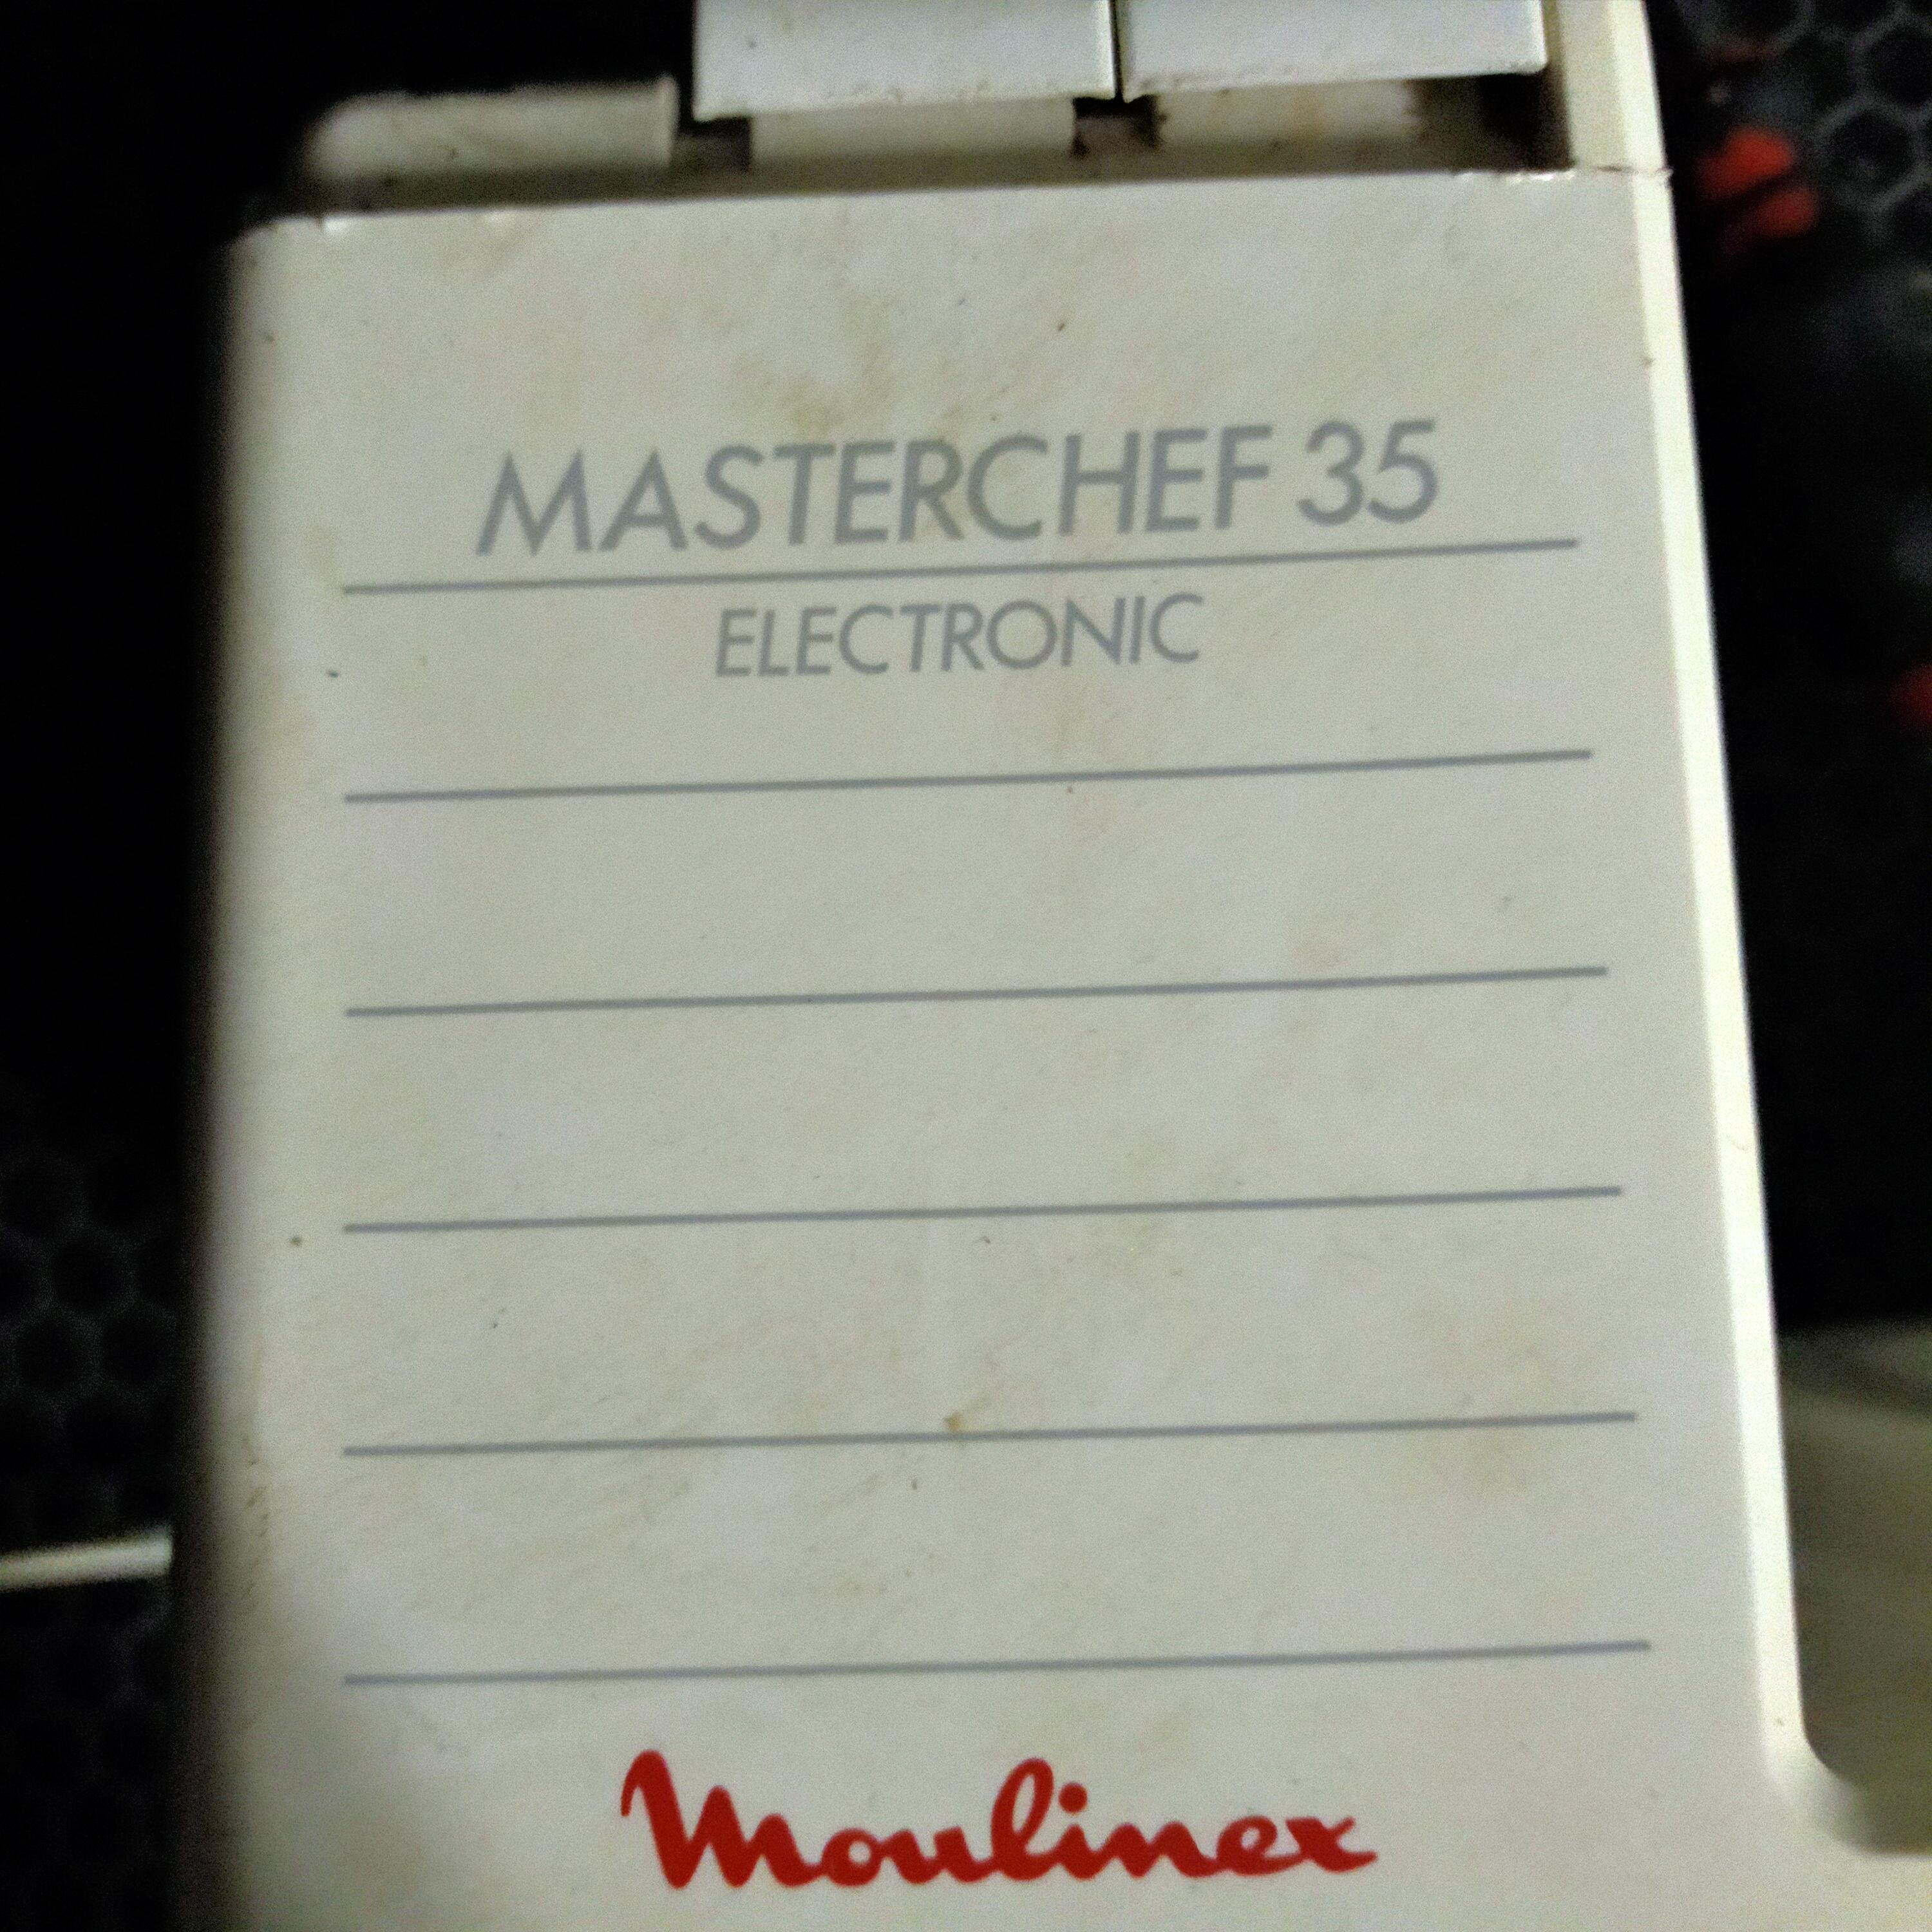 MASTERCHEF 35
ELECTRONIC
Moulinex